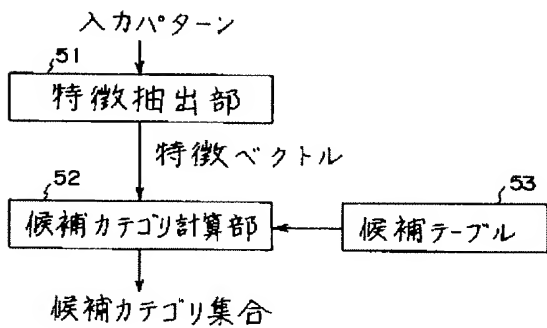 入力パターン
51
特徴抽出部
特徴ベクトル
52
候補カテゴリ計算部
53
候補テーブル
候補カテゴリ集合